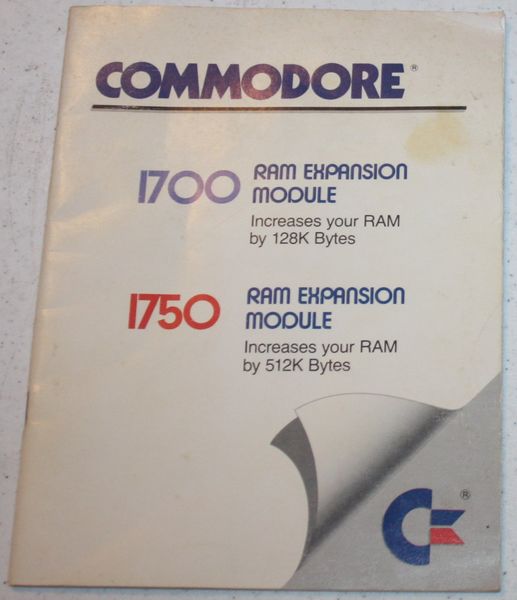 COMMODORE®
1700 RAM EXPANSION
MODULE
Increases your RAM
by 128K Bytes
1750 RAM EXPANSION
MODULE
Increases your RAM
by 512K Bytes
®